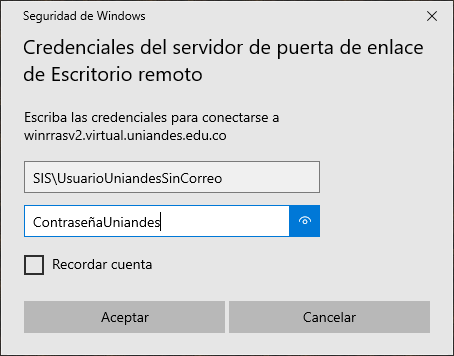 Seguridad de Windows
Credenciales del servidor de puerta de enlace
de Escritorio remoto
Escriba las credenciales para conectarse a
winrrasv2.virtual.uniandes.edu.co
SIS\UsuarioUniandesSinCorreo
ContraseñaUniandes
Recordar cuenta
Aceptar
Cancelar